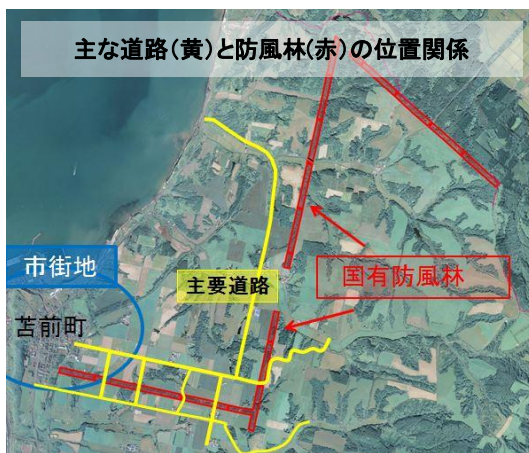 主な道路(黄)と防風林(赤)の位置関係
市街地
主要道路
国有防風林
苫前町